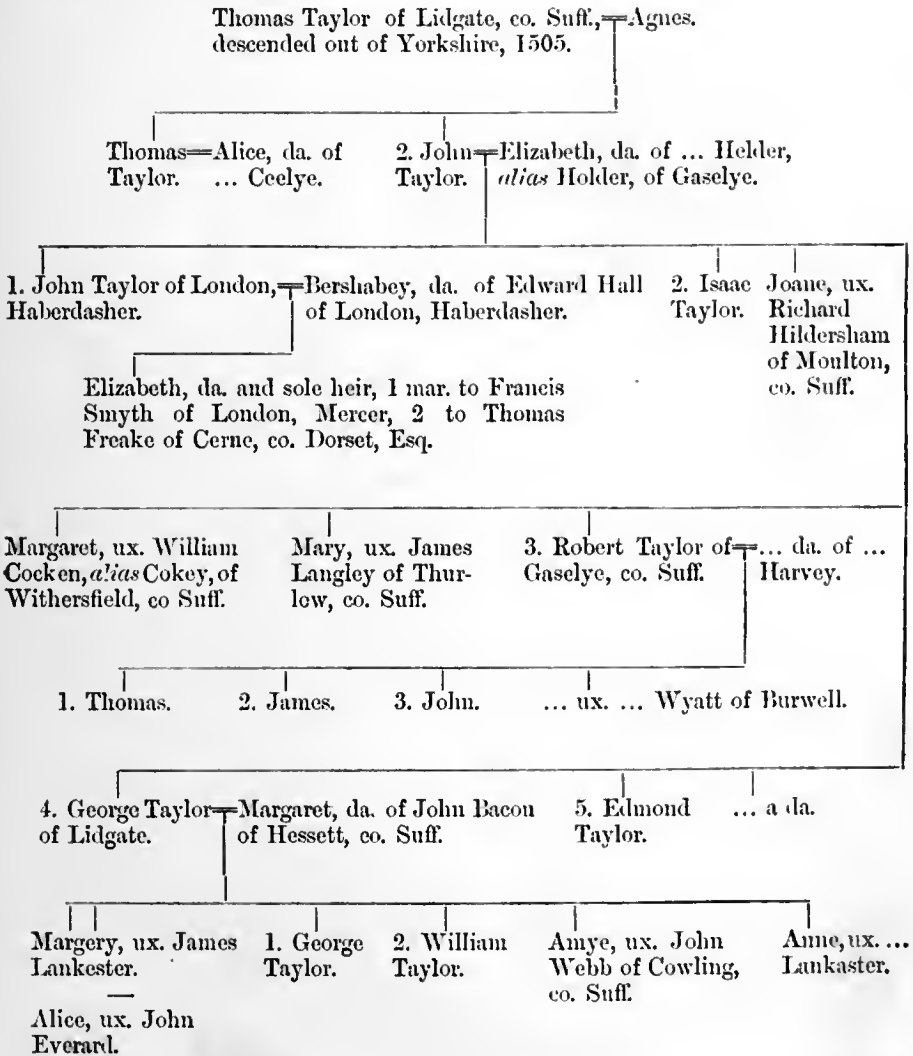 Thomas Taylor of Lidgate, co. Suff., Agnes.
descended out of Yorkshire, 1505.
Thomas Alice, da. of
Taylor. ... Ceelye.
2. John Elizabeth, da. of ... Helder,
Taylor. alias Holder, of Gaselye.
1. John Taylor of London, Bershabey, da. of Edward Hall
Haberdasher. of London, Haberdasher.
2. Isaac
Taylor.
Joane, ux.
Richard
Hildersham
of Moulton,
co. Suff.
Elizabeth, da. and sole heir, 1 mar. to Francis
Smyth of London, Mercer, 2 to Thomas
Freake of Cerne, co. Dorset, Esq.
Margaret, ux. William
Cocken, alias Cokey, of
Withersfield, co Suff.
Mary, ux. James
Langley of Thur-
low, co. Suff.
3. Robert Taylor of ... da. of ...
Gaselye, co. Suff. Harvey.
1. Thomas. 2. James. 3. John. ... ux. ... Wyatt of Burwell.
4. George Taylor Margaret, da. of John Bacon
of Lidgate. of Hessett, co. Suff.
5. Edmond
Taylor.
... a da.
Margery, ux. James
Lankester.
Alice, ux. John
Everard.
1. George
Taylor.
2. William
Taylor.
Amye, ux. John
Webb of Cowling,
co. Suff.
Anne, ux. ...
Lankaster.